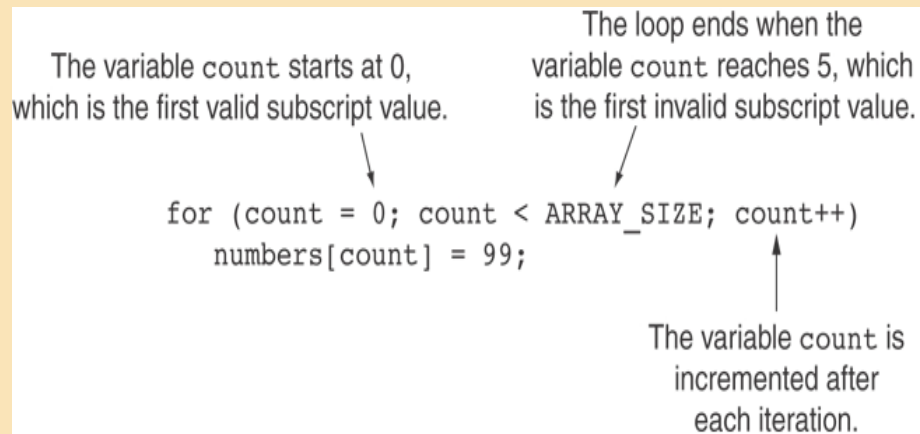 The variable count starts at 0,
which is the first valid subscript value.
The loop ends when the
variable count reaches 5, which
is the first invalid subscript value.
for (count = 0; count < ARRAY_SIZE; count++)
numbers[count] = 99;
The variable count is
incremented after
each iteration.